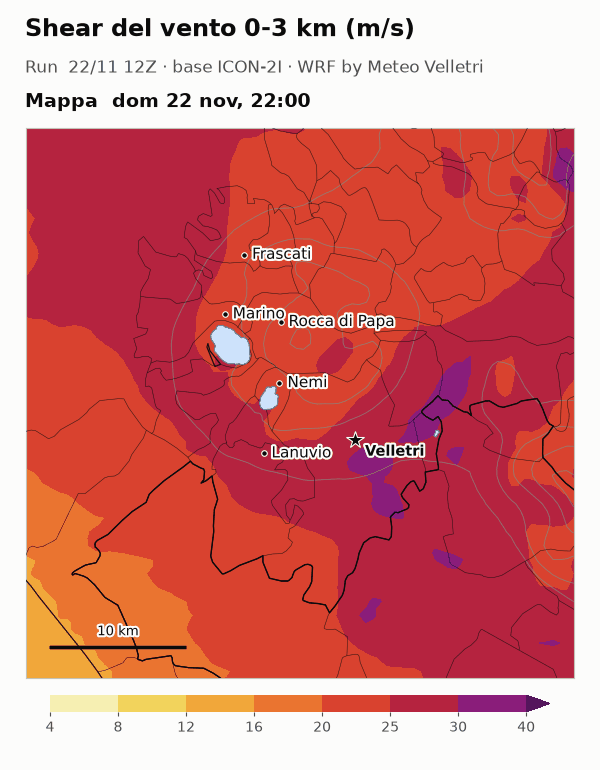 Shear del vento 0-3 km (m/s)
Run  22/11 12Z · base ICON-2I · WRF by Meteo Velletri
Mappa  dom 22 nov, 22:00
Frascati
Marino
Rocca di Papa
Nemi
Velletri
Lanuvio
10 km
4 8 12 16 20 25 30 40